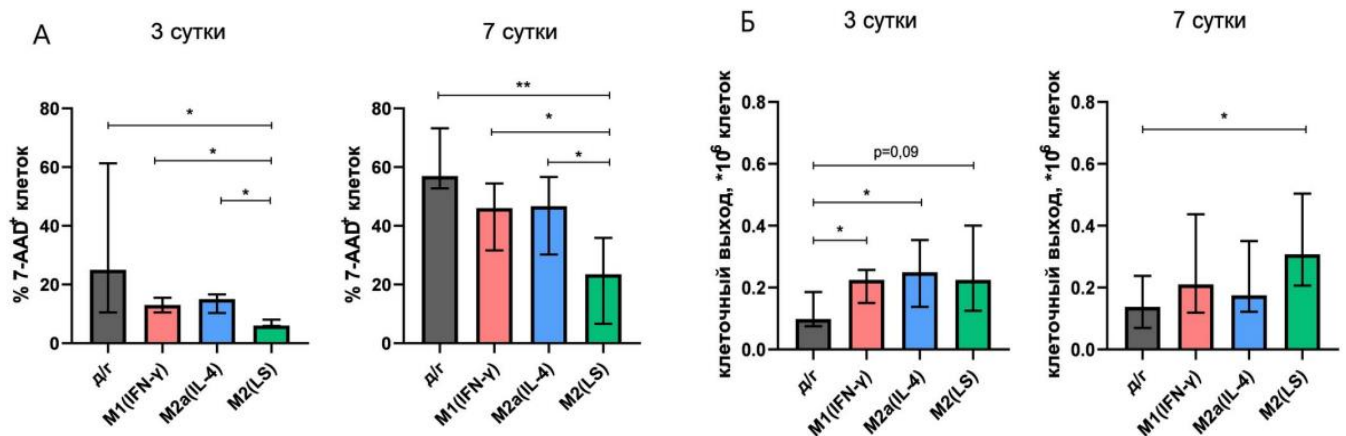 А
3 сутки
7 сутки
Б
3 сутки
7 сутки
% 7-AAD⁺ клеток
80
60
40
20
0
*
*
*
д/г
M1(IFN-γ)
M2a(IL-4)
M2(LS)
% 7-AAD⁺ клеток
80
60
40
20
0
**
*
*
д/г
M1(IFN-γ)
M2a(IL-4)
M2(LS)
клеточный выход, *10⁶ клеток
0.8
0.6
0.4
0.2
0.0
p=0,09
*
*
д/г
M1(IFN-γ)
M2a(IL-4)
M2(LS)
клеточный выход, *10⁶ клеток
0.8
0.6
0.4
0.2
0.0
*
д/г
M1(IFN-γ)
M2a(IL-4)
M2(LS)